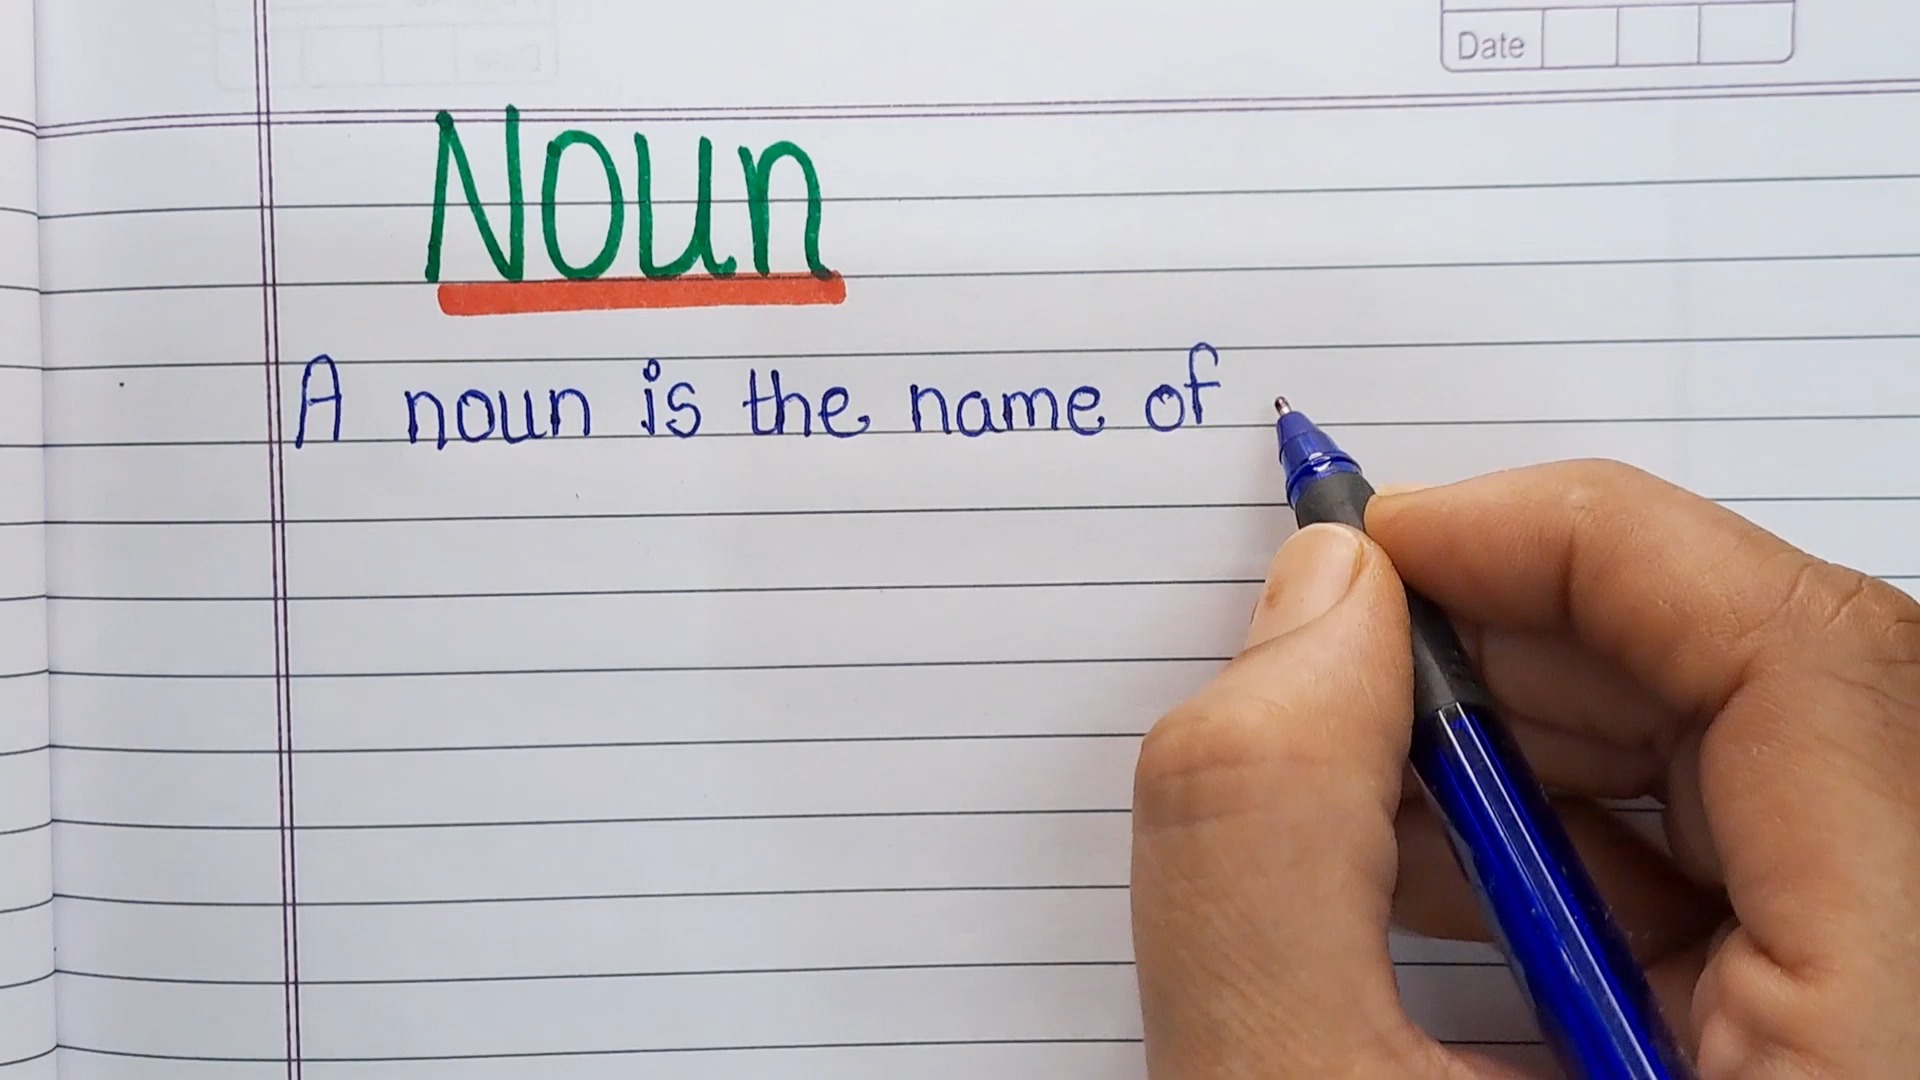 Date
Noun
A noun is the name of